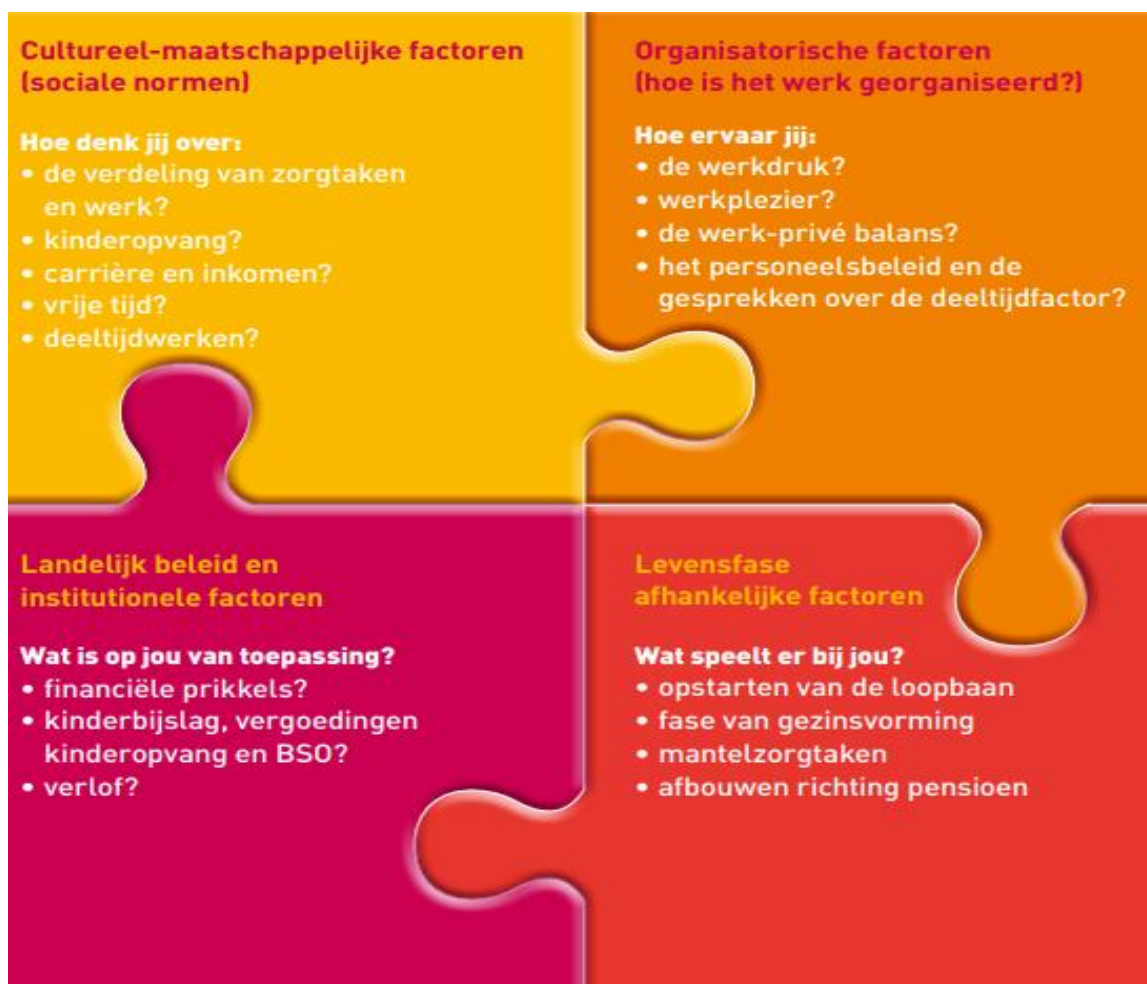 Cultureel-maatschappelijke factoren
(sociale normen)
Hoe denk jij over:
• de verdeling van zorgtaken
en werk?
• kinderopvang?
• carrière en inkomen?
• vrije tijd?
• deeltijdwerken?
Organisatorische factoren
(hoe is het werk georganiseerd?)
Hoe ervaar jij:
• de werkdruk?
• werkplezier?
• de werk-privé balans?
• het personeelsbeleid en de
gesprekken over de deeltijdfactor?
Landelijk beleid en
institutionele factoren
Wat is op jou van toepassing?
• financiële prikkels?
• kinderbijslag, vergoedingen
kinderopvang en BSO?
• verlof?
Levensfase
afhankelijke factoren
Wat speelt er bij jou?
• opstarten van de loopbaan
• fase van gezinsvorming
• mantelzorgtaken
• afbouwen richting pensioen